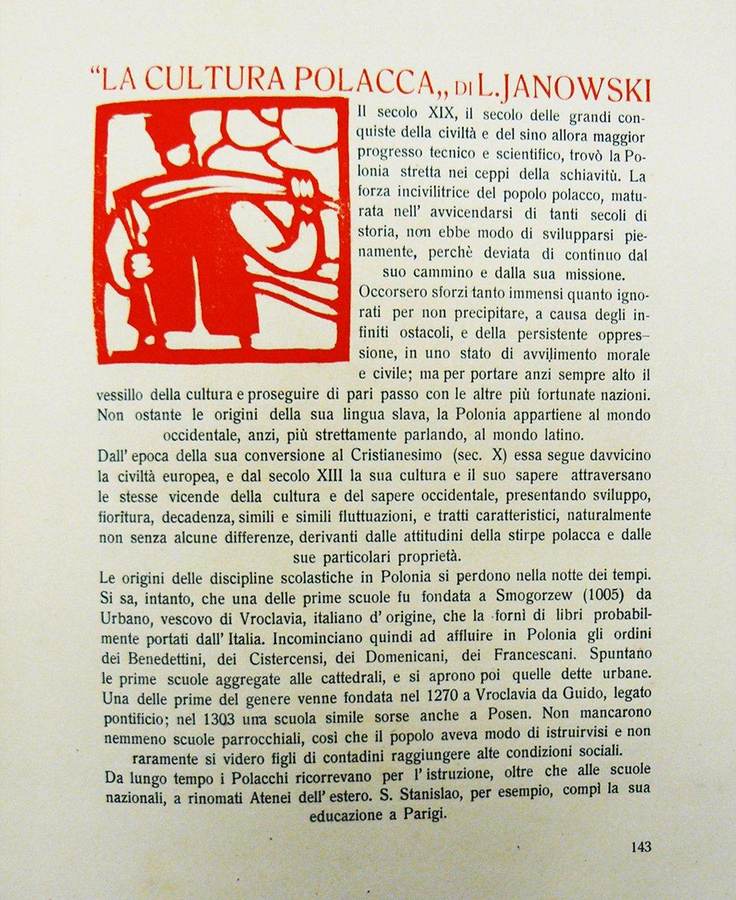 “LA CULTURA POLACCA„ DI L. JANOWSKI
Il secolo XIX, il secolo delle grandi con-
quiste della civiltà e del sino allora maggior
progresso tecnico e scientifico, trovò la Po-
lonia stretta nei ceppi della schiavitù. La
forza incivilitrice del popolo polacco, matu-
rata nell' avvicendarsi di tanti secoli di
storia, non ebbe modo di svilupparsi pie-
namente, perchè deviata di continuo dal
suo cammino e dalla sua missione.
Occorsero sforzi tanto immensi quanto igno-
rati per non precipitare, a causa degli in-
finiti ostacoli, e della persistente oppres-
sione, in uno stato di avvilimento morale
e civile; ma per portare anzi sempre alto il
vessillo della cultura e proseguire di pari passo con le altre più fortunate nazioni.
Non ostante le origini della sua lingua slava, la Polonia appartiene al mondo
occidentale, anzi, più strettamente parlando, al mondo latino.
Dall' epoca della sua conversione al Cristianesimo (sec. X) essa segue davvicino
la civiltà europea, e dal secolo XIII la sua cultura e il suo sapere attraversano
le stesse vicende della cultura e del sapere occidentale, presentando sviluppo,
fioritura, decadenza, simili e simili fluttuazioni, e tratti caratteristici, naturalmente
non senza alcune differenze, derivanti dalle attitudini della stirpe polacca e dalle
sue particolari proprietà.
Le origini delle discipline scolastiche in Polonia si perdono nella notte dei tempi.
Si sa, intanto, che una delle prime scuole fu fondata a Smogorzew (1005) da
Urbano, vescovo di Vroclavia, italiano d' origine, che la fornì di libri probabil-
mente portati dall' Italia. Incominciano quindi ad affluire in Polonia gli ordini
dei Benedettini, dei Cistercensi, dei Domenicani, dei Francescani. Spuntano
le prime scuole aggregate alle cattedrali, e si aprono poi quelle dette urbane.
Una delle prime del genere venne fondata nel 1270 a Vroclavia da Guido, legato
pontificio; nel 1303 una scuola simile sorse anche a Posen. Non mancarono
nemmeno scuole parrocchiali, così che il popolo aveva modo di istruirvisi e non
raramente si videro figli di contadini raggiungere alte condizioni sociali.
Da lungo tempo i Polacchi ricorrevano per l' istruzione, oltre che alle scuole
nazionali, a rinomati Atenei dell' estero. S. Stanislao, per esempio, compì la sua
educazione a Parigi.
143